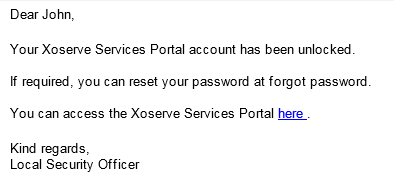 Dear John,
Your Xoserve Services Portal account has been unlocked.
If required, you can reset your password at forgot password.
You can access the Xoserve Services Portal here .
Kind regards,
Local Security Officer